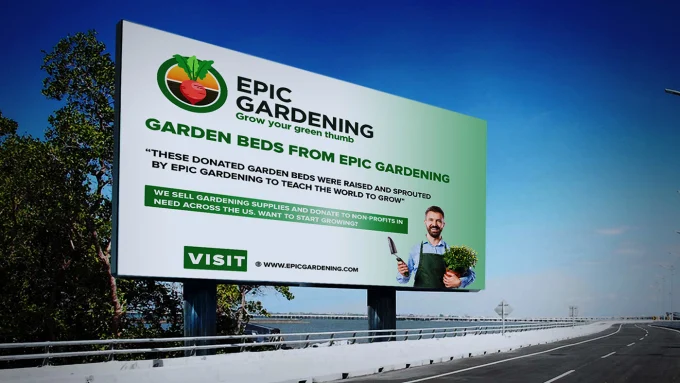 EPIC
GARDENING
Grow your green thumb
GARDEN BEDS FROM EPIC GARDENING
“THESE DONATED GARDEN BEDS WERE RAISED AND SPROUTED
BY EPIC GARDENING TO TEACH THE WORLD TO GROW”
WE SELL GARDENING SUPPLIES AND DONATE TO NON-PROFITS IN
NEED ACROSS THE US. WANT TO START GROWING?
VISIT WWW.EPICGARDENING.COM